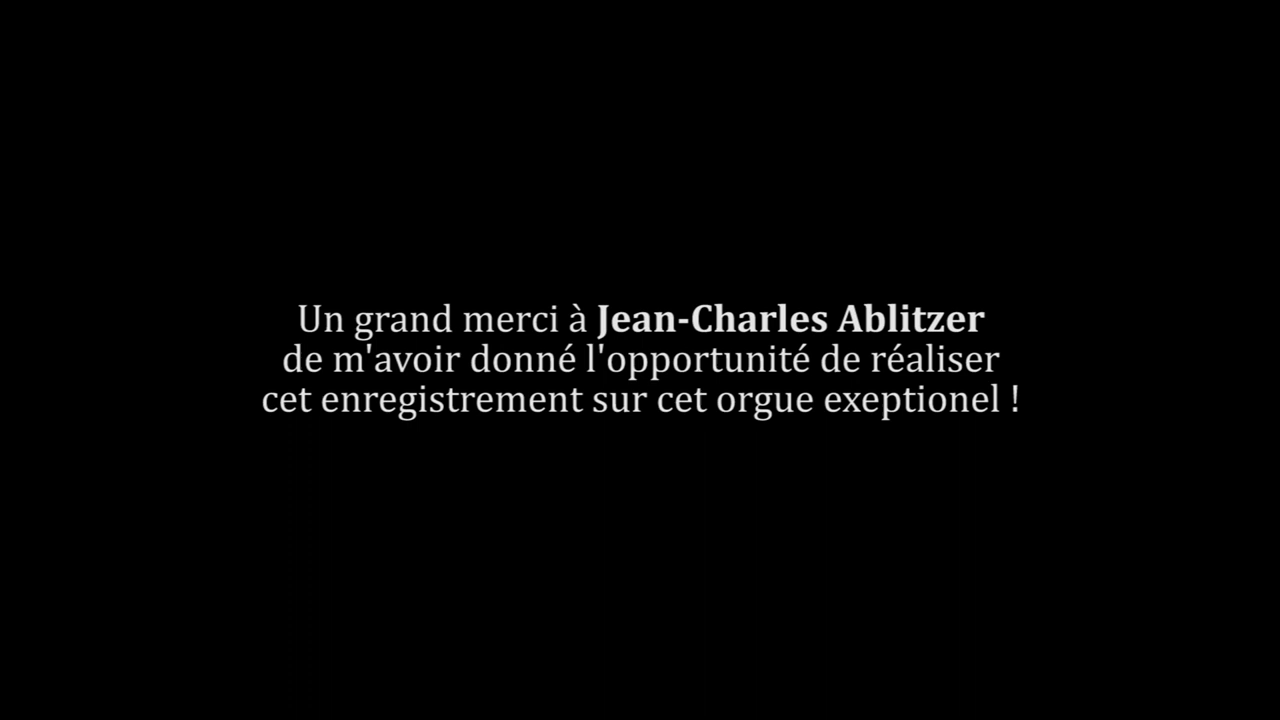 Un grand merci à Jean-Charles Ablitzer
de m'avoir donné l'opportunité de réaliser
cet enregistrement sur cet orgue exeptionel !